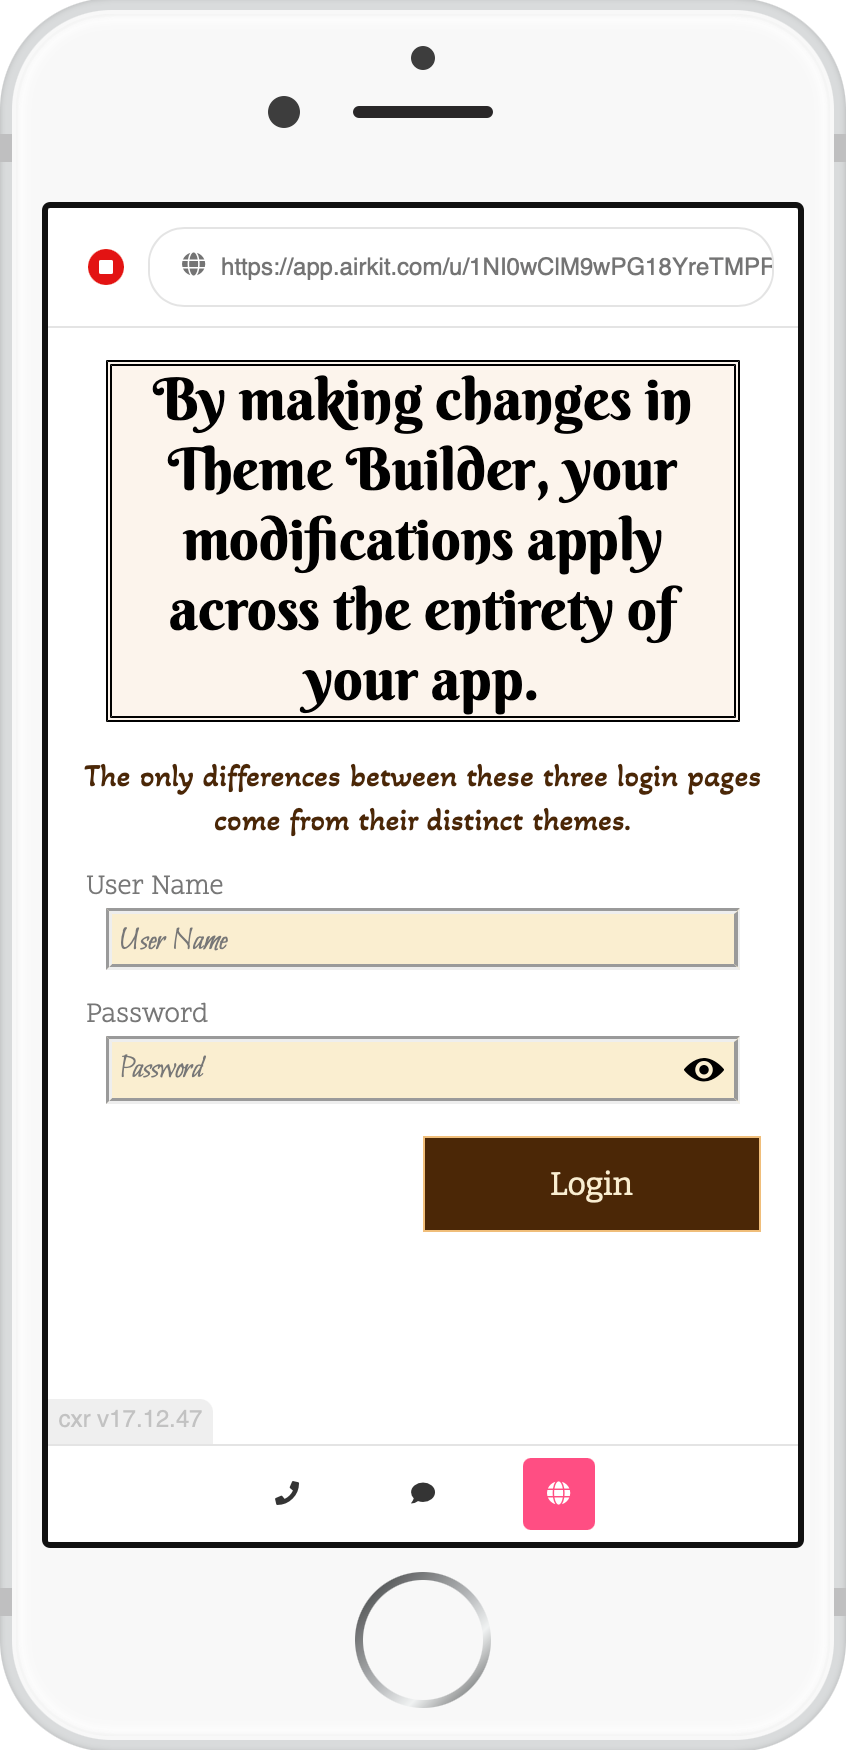 https://app.airkit.com/u/1NI0wClM9wPG18YreTMPF
By making changes in
Theme Builder, your
modifications apply
across the entirety of
your app.
The only differences between these three login pages
come from their distinct themes.
User Name
User Name
Password
Password
Login
cxr v17.12.47